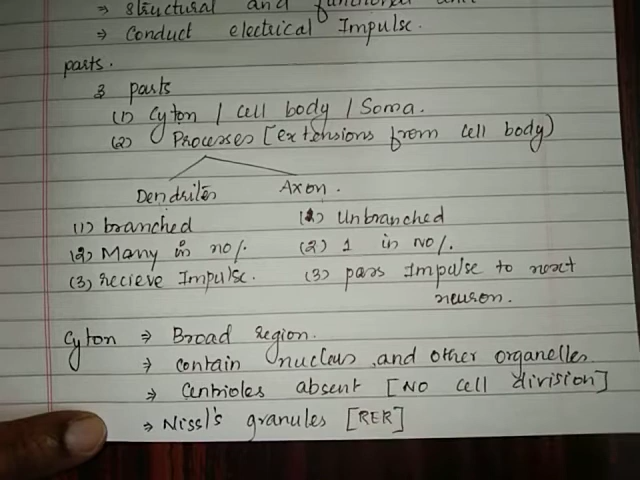 ⇒ structural and functional unit
⇒ Conduct electrical Impulse.
parts.
3 parts
(1) Cyton / cell body / Soma.
(2) Processes [extensions from cell body)
Dendrites Axon.
(1) branched (1) Unbranched
(2) Many in no/. (2) 1 in No/.
(3) recieve Impulse. (3) pass Impulse to next
neuron.
Cyton ⇒ Broad region.
⇒ contain nucleus, and other organelles
⇒ Centrioles absent [NO cell division]
⇒ Nissl's granules [RER]